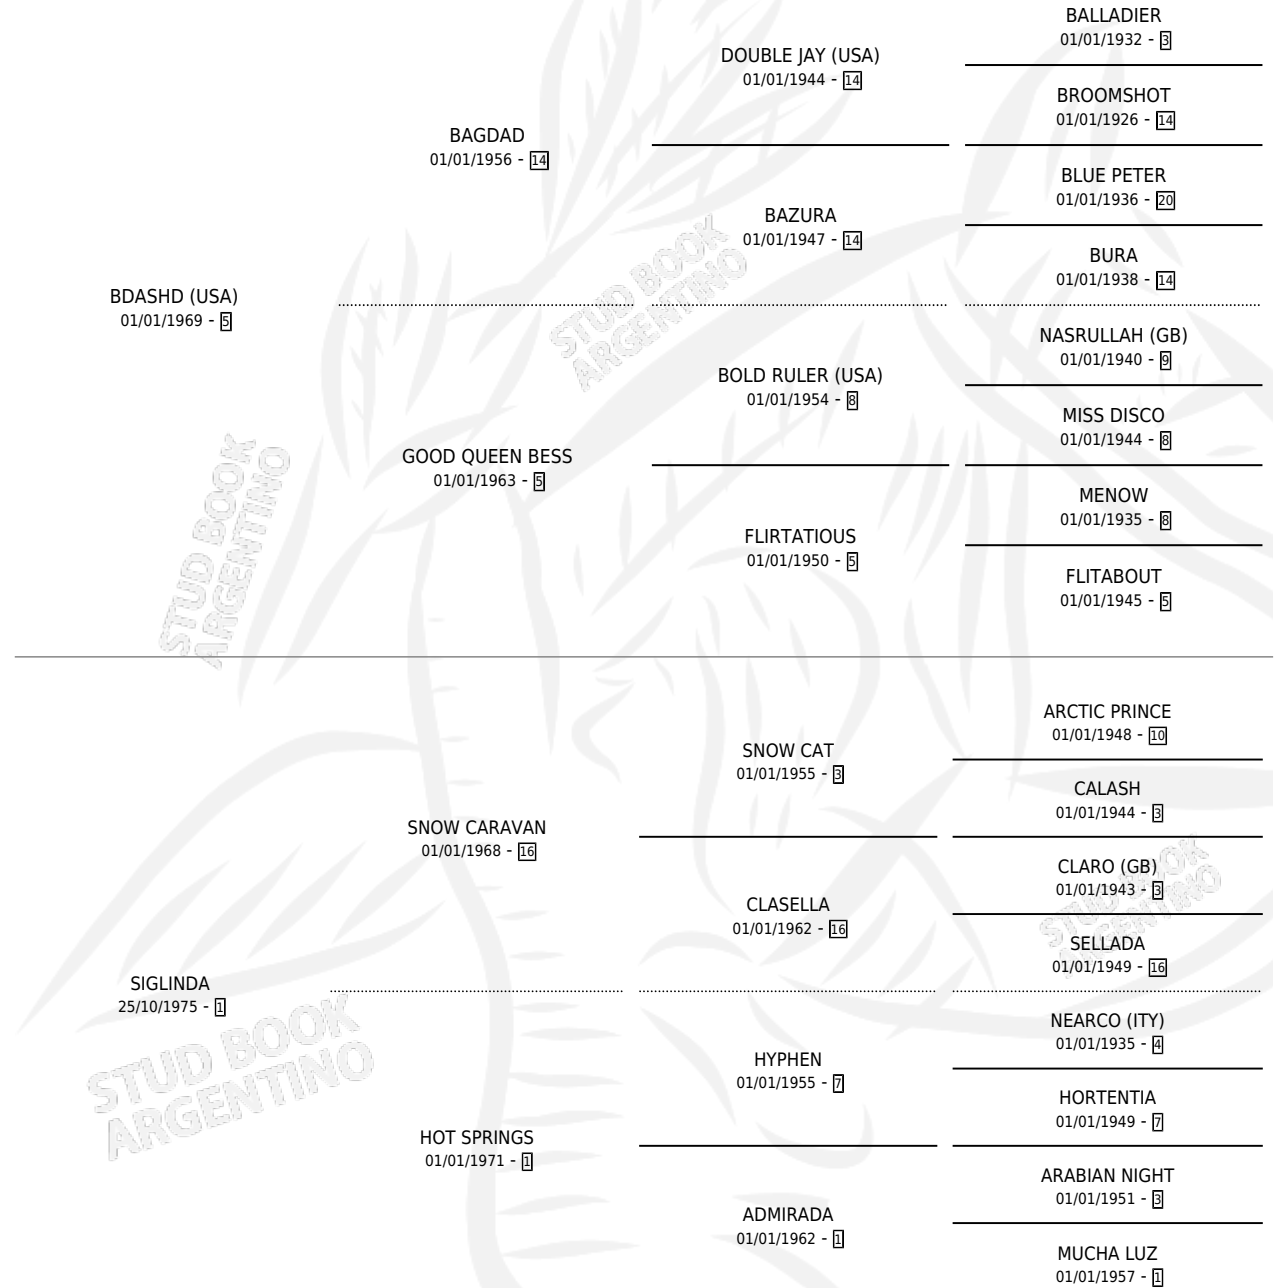 BALLADIER
01/01/1932 - 3
DOUBLE JAY (USA)
01/01/1944 - 14
BROOMSHOT
01/01/1926 - 14
BAGDAD
01/01/1956 - 14
BLUE PETER
01/01/1936 - 20
BAZURA
01/01/1947 - 14
BURA
01/01/1938 - 14
BDASHD (USA)
01/01/1969 - 5
NASRULLAH (GB)
01/01/1940 - 9
BOLD RULER (USA)
01/01/1954 - 8
MISS DISCO
01/01/1944 - 8
GOOD QUEEN BESS
01/01/1963 - 5
MENOW
01/01/1935 - 8
FLIRTATIOUS
01/01/1950 - 5
FLITABOUT
01/01/1945 - 5
STUD BOOK
ARGENTINO
STUD BOOK
ARGENTINO
ARCTIC PRINCE
01/01/1948 - 10
SNOW CAT
01/01/1955 - 3
CALASH
01/01/1944 - 3
SNOW CARAVAN
01/01/1968 - 16
CLARO (GB)
01/01/1943 - 3
CLASELLA
01/01/1962 - 16
SELLADA
01/01/1949 - 16
SIGLINDA
25/10/1975 - 1
NEARCO (ITY)
01/01/1935 - 4
HYPHEN
01/01/1955 - 7
HORTENTIA
01/01/1949 - 7
HOT SPRINGS
01/01/1971 - 1
ARABIAN NIGHT
01/01/1951 - 3
ADMIRADA
01/01/1962 - 1
MUCHA LUZ
01/01/1957 - 1
STUD BOOK
ARGENTINO
STUD BOOK
ARGENTINO